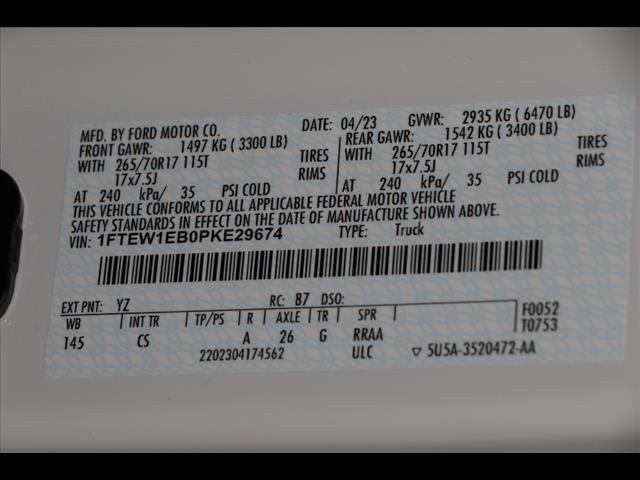 MFD. BY FORD MOTOR CO.
DATE: 04/23 GVWR: 2935 KG (6470 LB)
FRONT GAWR: 1497 KG (3300 LB)
WITH 265/70R17 115T TIRES
17x7.5J RIMS
AT 240 kPa/ 35 PSI COLD
REAR GAWR: 1542 KG (3400 LB)
WITH 265/70R17 115T TIRES
17x7.5J RIMS
AT 240 kPa/ 35 PSI COLD
THIS VEHICLE CONFORMS TO ALL APPLICABLE FEDERAL MOTOR VEHICLE
SAFETY STANDARDS IN EFFECT ON THE DATE OF MANUFACTURE SHOWN ABOVE.
VIN: 1FTEW1EB0PKE29674 TYPE: Truck
EXT PNT: YZ RC: 87 DSO:
WB INT TR TP/PS R AXLE TR SPR
145 CS A 26 G RRAA
2202304174562 ULC
F0052
T0753
▽ 5U5A-3520472-AA